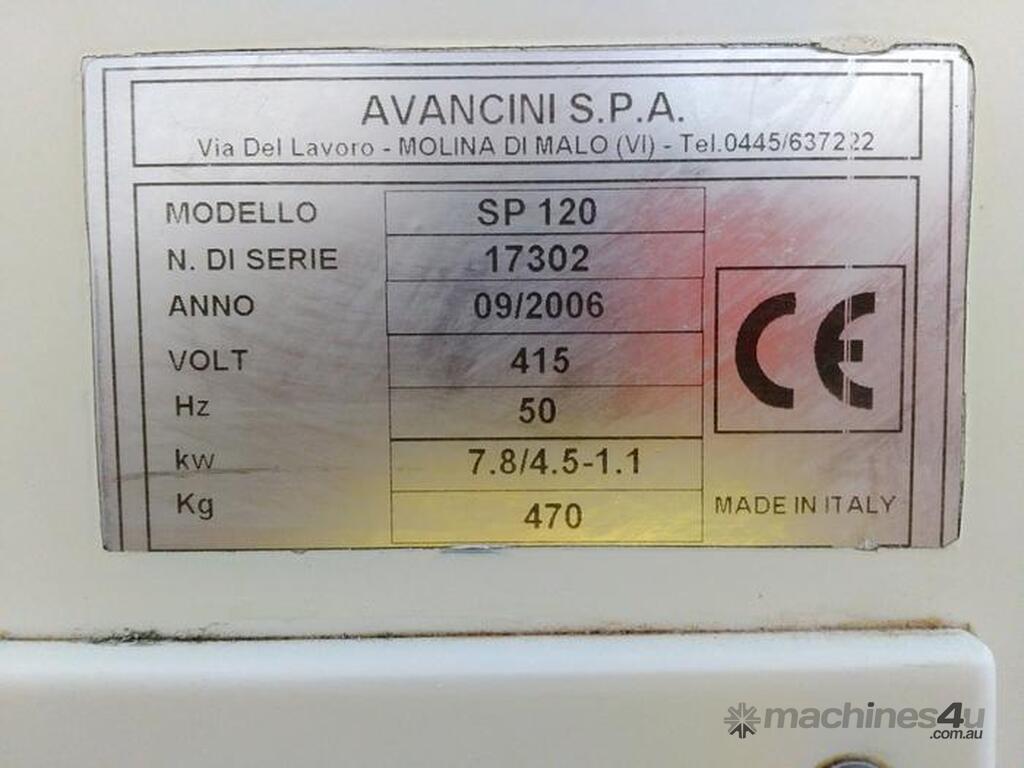 AVANCINI S.P.A.
Via Del Lavoro - MOLINA DI MALO (VI) - Tel.0445/637222
MODELLO SP 120
N. DI SERIE 17302
ANNO 09/2006
VOLT 415
Hz 50
kw 7.8/4.5-1.1
Kg 470
CE
MADE IN ITALY
machines4u
.com.au